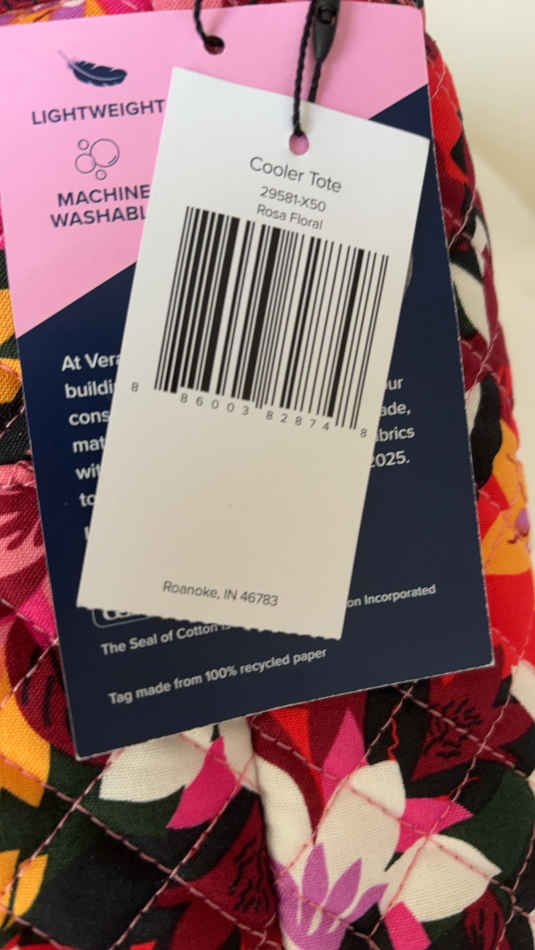 LIGHTWEIGHT
MACHINE
WASHABL
Cooler Tote
29581-X50
Rosa Floral
8 86003 82874 8
At Vera
buildi
cons
mat
wit
to
our
ade,
abrics
2025.
Roanoke, IN 46783
on Incorporated
The Seal of Cotton
Tag made from 100% recycled paper